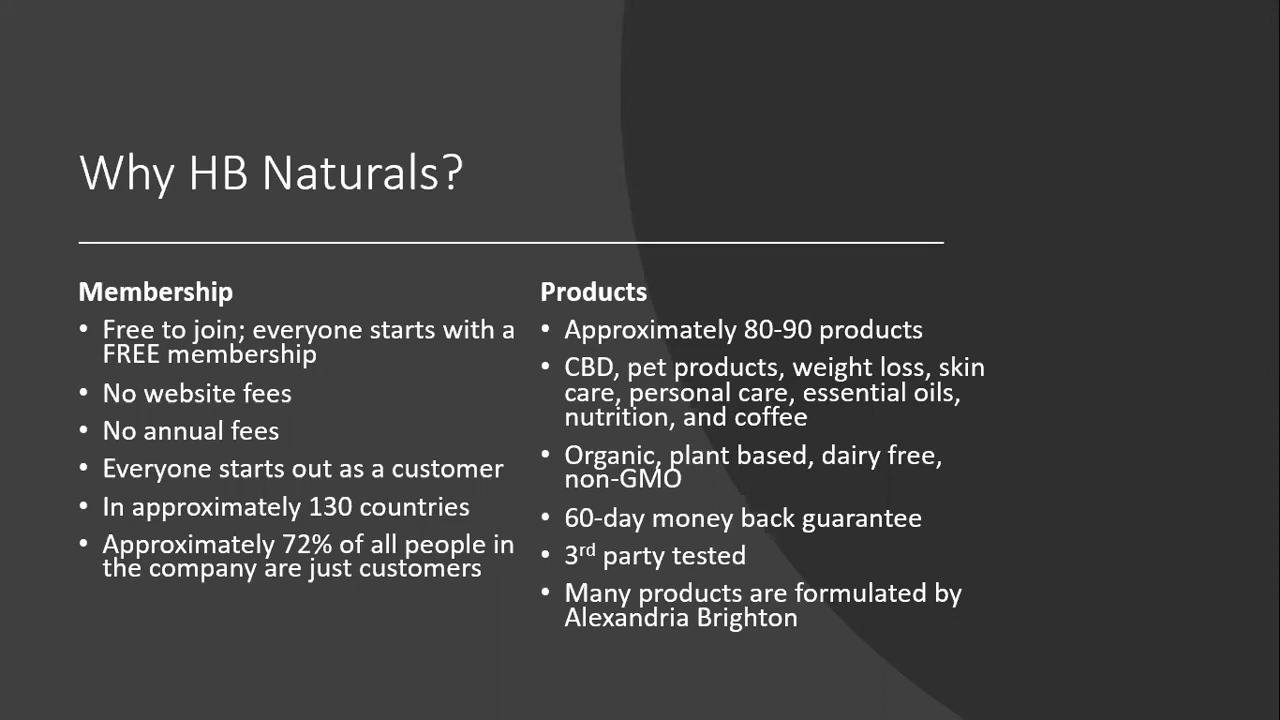 Why HB Naturals?
Membership
• Free to join; everyone starts with a
FREE membership
• No website fees
• No annual fees
• Everyone starts out as a customer
• In approximately 130 countries
• Approximately 72% of all people in
the company are just customers
Products
• Approximately 80-90 products
• CBD, pet products, weight loss, skin
care, personal care, essential oils,
nutrition, and coffee
• Organic, plant based, dairy free,
non-GMO
• 60-day money back guarantee
• 3rd party tested
• Many products are formulated by
Alexandria Brighton